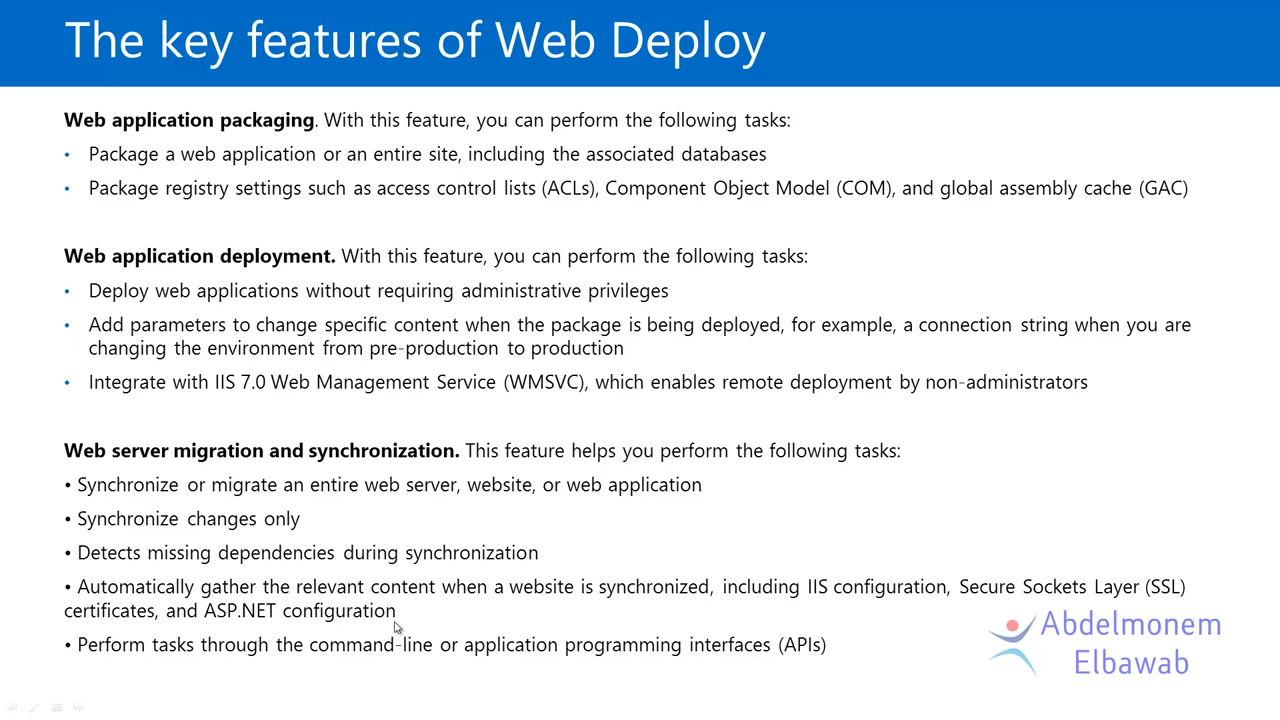 The key features of Web Deploy
Web application packaging. With this feature, you can perform the following tasks:
• Package a web application or an entire site, including the associated databases
• Package registry settings such as access control lists (ACLs), Component Object Model (COM), and global assembly cache (GAC)
Web application deployment. With this feature, you can perform the following tasks:
• Deploy web applications without requiring administrative privileges
• Add parameters to change specific content when the package is being deployed, for example, a connection string when you are
changing the environment from pre-production to production
• Integrate with IIS 7.0 Web Management Service (WMSVC), which enables remote deployment by non-administrators
Web server migration and synchronization. This feature helps you perform the following tasks:
• Synchronize or migrate an entire web server, website, or web application
• Synchronize changes only
• Detects missing dependencies during synchronization
• Automatically gather the relevant content when a website is synchronized, including IIS configuration, Secure Sockets Layer (SSL)
certificates, and ASP.NET configuration
• Perform tasks through the command-line or application programming interfaces (APIs)
Abdelmonem
Elbawab